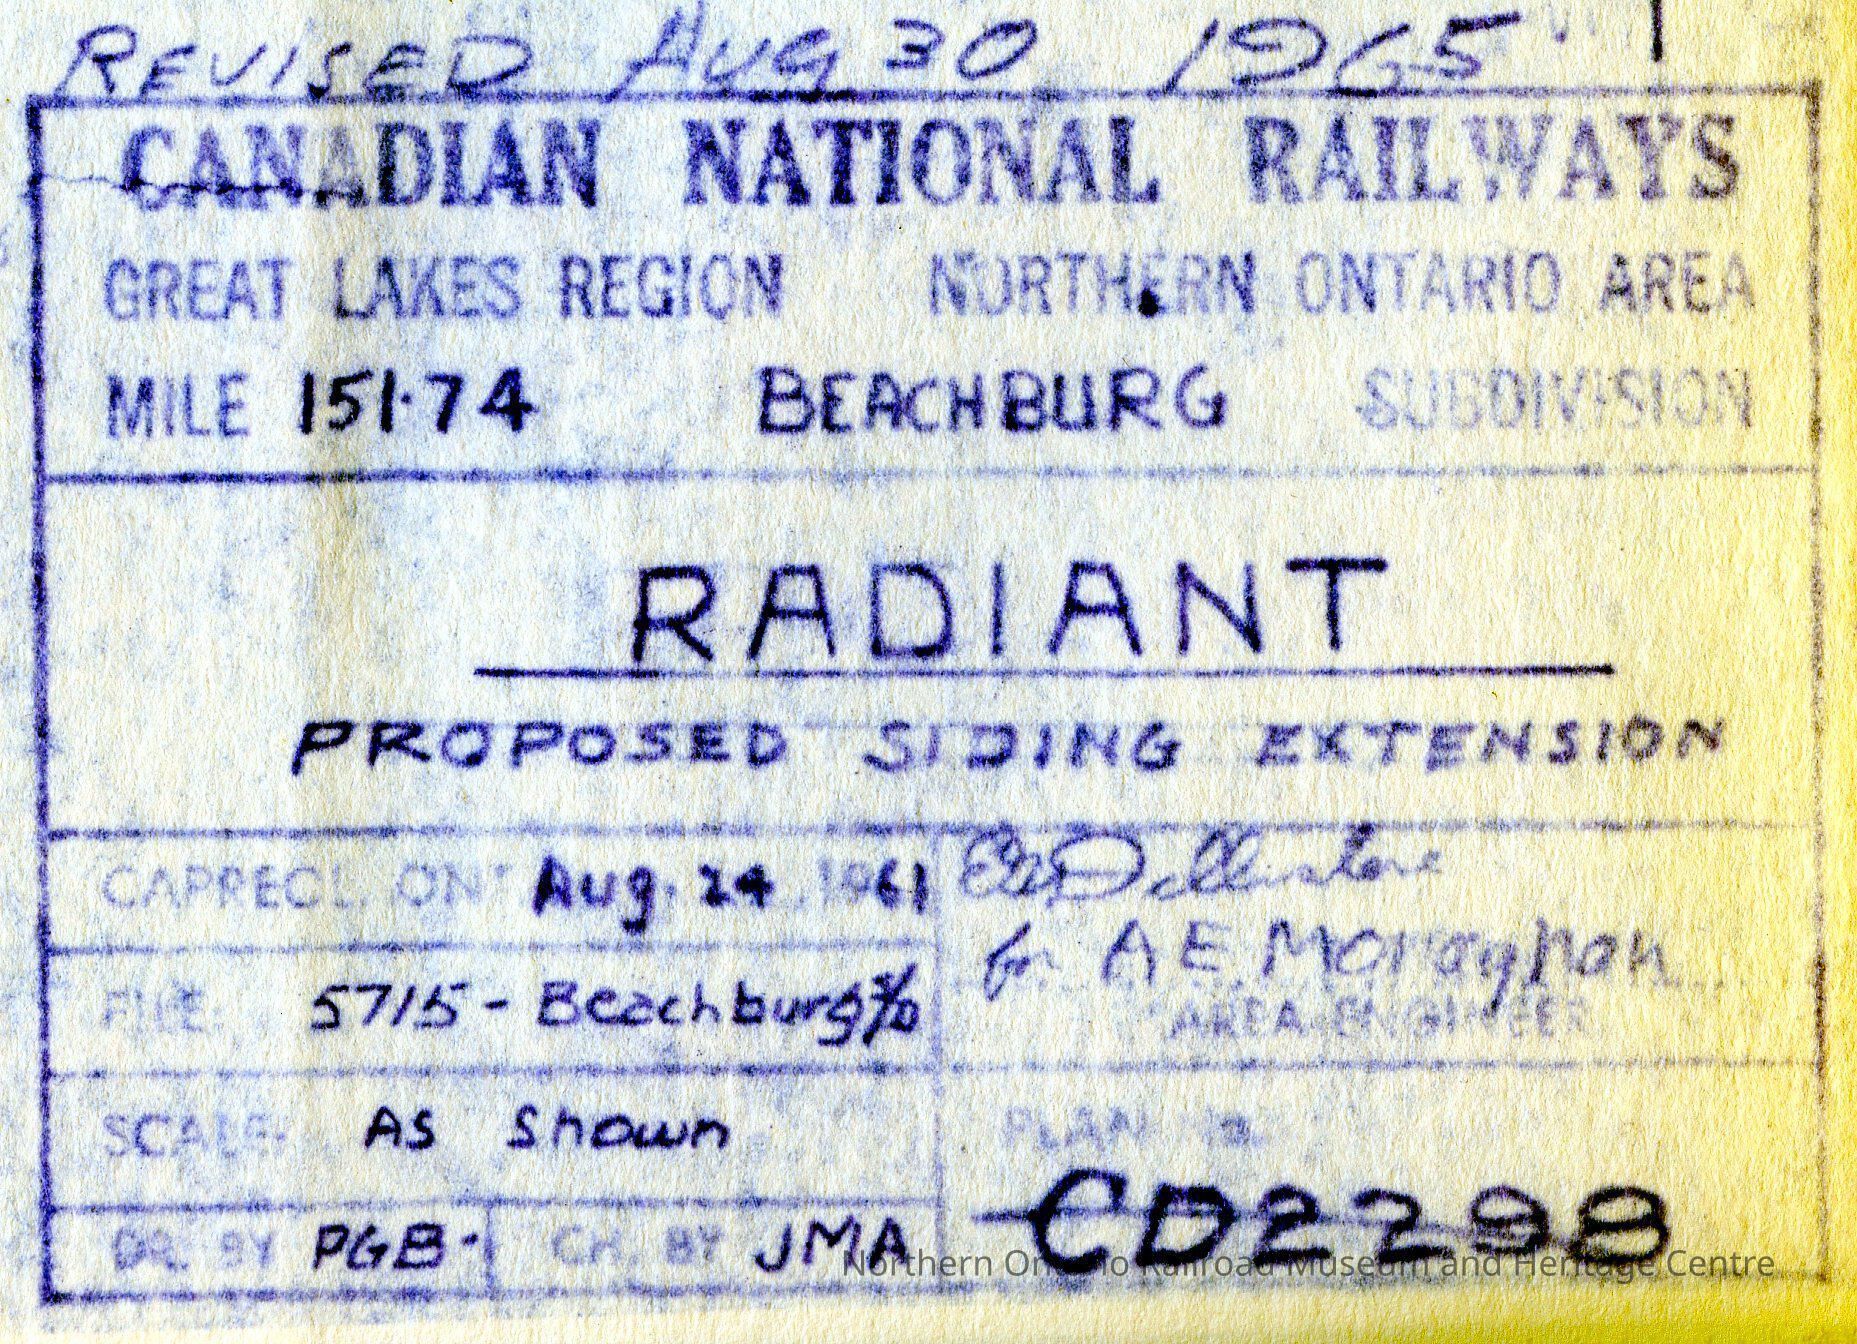 REVISED AUG 30 1965
CANADIAN NATIONAL RAILWAYS
GREAT LAKES REGION NORTHERN ONTARIO AREA
MILE 151.74 BEACHBURG SUBDIVISION
RADIANT
PROPOSED SIDING EXTENSION
CAPREOL ONT Aug. 24 1961
for A E Monaghan
AREA ENGINEER
FILE 5715 - Beachburg %
SCALE As Shown
PLAN No.
CD2298
DR. BY PGB.
CH. BY JMA
Northern Ontario Railroad Museum and Heritage Centre